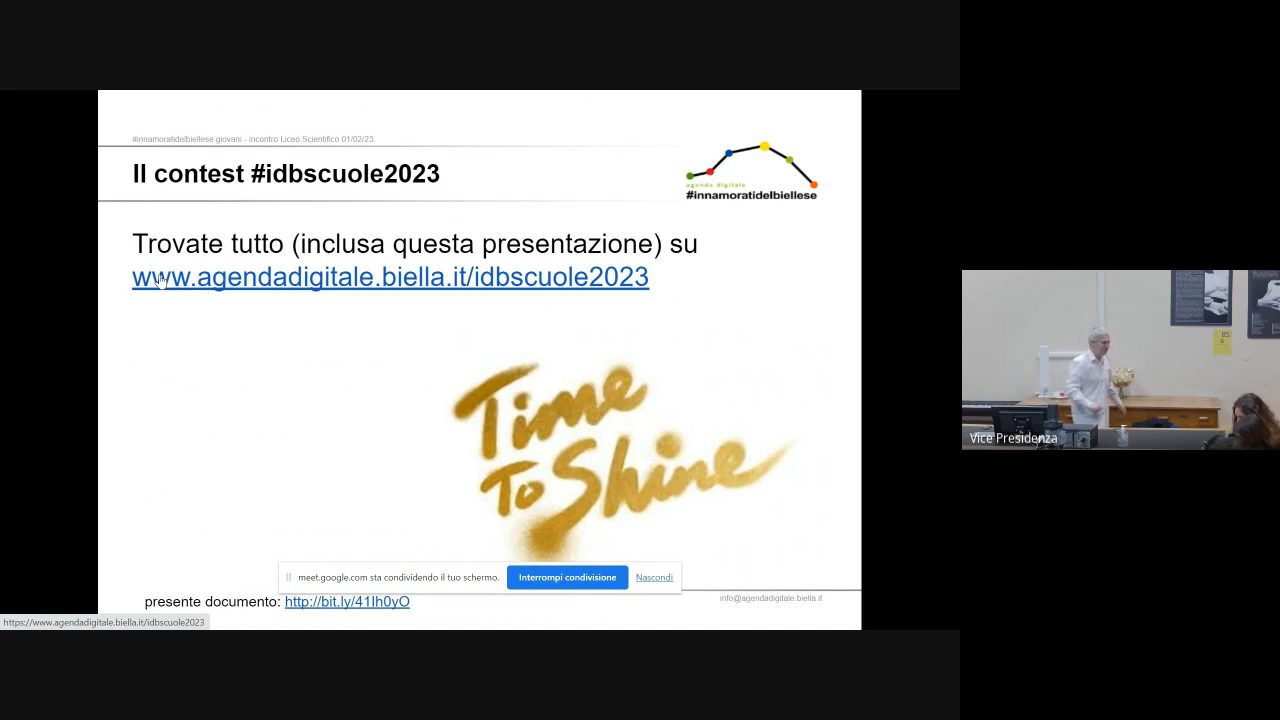 #innamoratidelbiellese giovani - incontro Liceo Scientifico 01/02/23
Il contest #idbscuole2023
agenda digitale
#innamoratidelbiellese
Trovate tutto (inclusa questa presentazione) su
www.agendadigitale.biella.it/idbscuole2023
Time
To Shine
meet.google.com sta condividendo il tuo schermo.
Interrompi condivisione
Nascondi
presente documento: http://bit.ly/41Ih0yO
info@agendadigitale.biella.it
https://www.agendadigitale.biella.it/idbscuole2023
Vice Presidenza